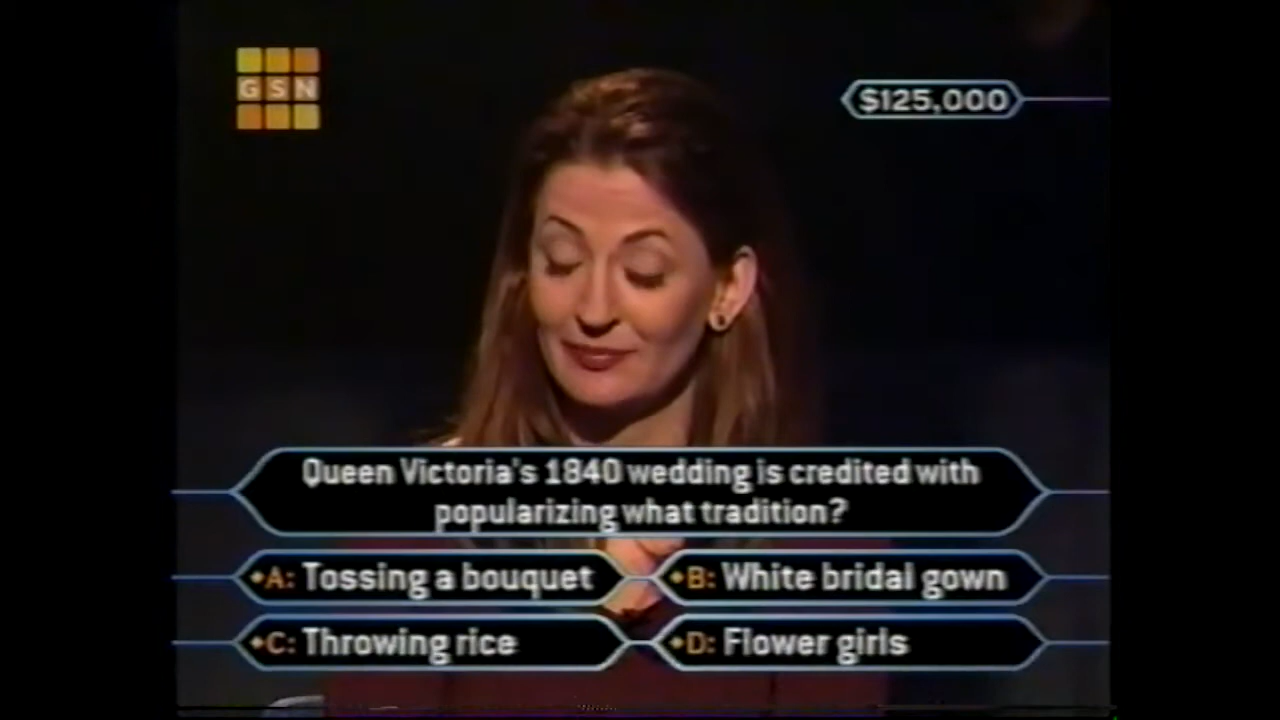 GSN
$125,000
Queen Victoria's 1840 wedding is credited with
popularizing what tradition?
A: Tossing a bouquet
B: White bridal gown
C: Throwing rice
D: Flower girls